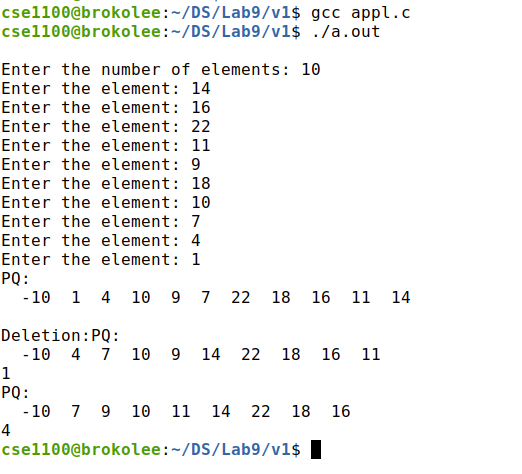 cse1100@brokolee:~/DS/Lab9/v1$ gcc appl.c
cse1100@brokolee:~/DS/Lab9/v1$ ./a.out
Enter the number of elements: 10
Enter the element: 14
Enter the element: 16
Enter the element: 22
Enter the element: 11
Enter the element: 9
Enter the element: 18
Enter the element: 10
Enter the element: 7
Enter the element: 4
Enter the element: 1
PQ:
-10  1  4  10  9  7  22  18  16  11  14
Deletion:PQ:
-10  4  7  10  9  14  22  18  16  11
1
PQ:
-10  7  9  10  11  14  22  18  16
4
cse1100@brokolee:~/DS/Lab9/v1$